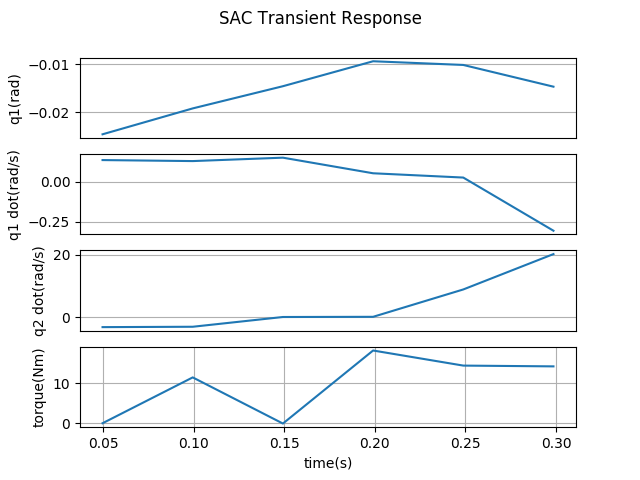 SAC Transient Response
q1(rad)
−0.01
−0.02
q1 dot(rad/s)
0.00
−0.25
q2 dot(rad/s)
20
0
torque(Nm)
10
0
0.05 0.10 0.15 0.20 0.25 0.30
time(s)